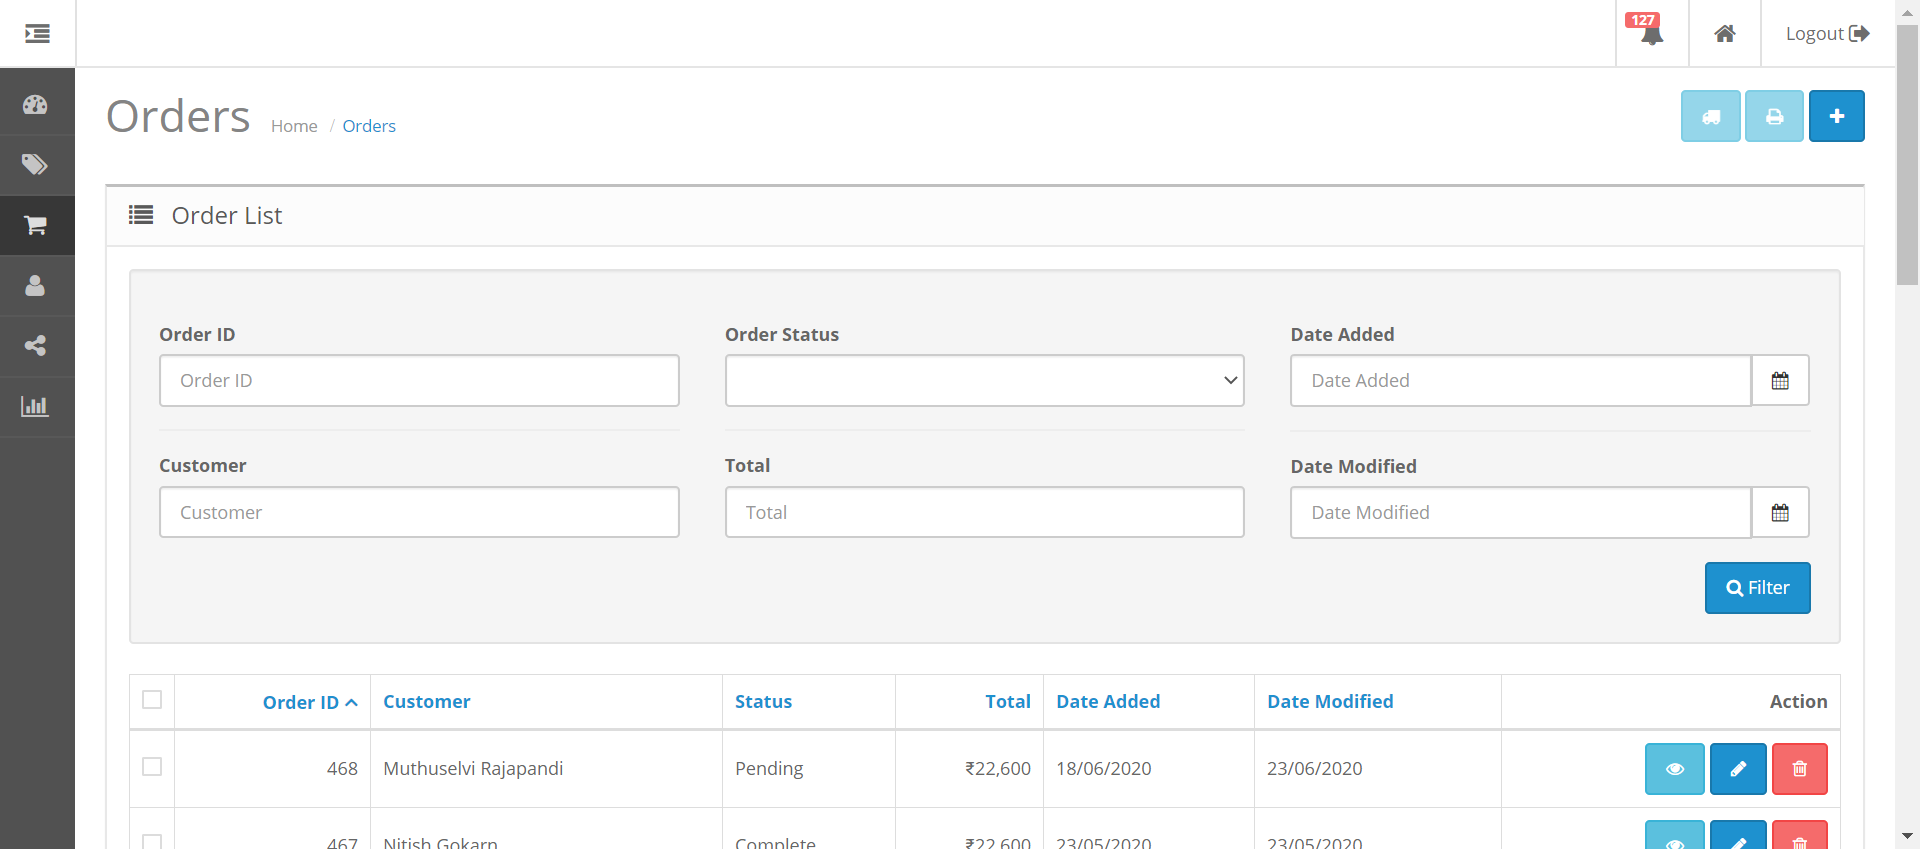 127
Logout
Orders
Home / Orders
Order List
Order ID
Order Status
Date Added
Order ID
Date Added
Customer
Total
Date Modified
Customer
Total
Date Modified
Filter
Order ID Customer Status Total Date Added Date Modified Action
468 Muthuselvi Rajapandi Pending ₹22,600 18/06/2020 23/06/2020
467 Nitish Gokarn Complete ₹22,600 23/05/2020 23/05/2020